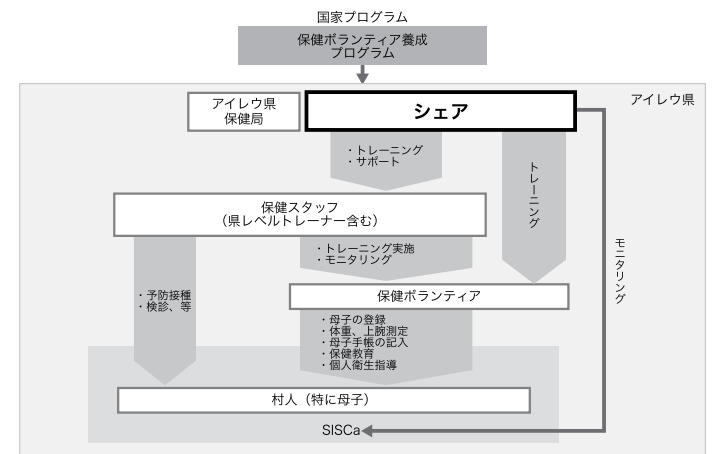 国家プログラム
保健ボランティア養成
プログラム
アイレウ県
アイレウ県
保健局
シェア
・トレーニング
・サポート
トレーニング
保健スタッフ
（県レベルトレーナー含む）
・トレーニング実施
・モニタリング
モニタリング
・予防接種
・検診、等
保健ボランティア
・母子の登録
・体重、上腕測定
・母子手帳の記入
・保健教育
・個人衛生指導
村人（特に母子）
SISCa